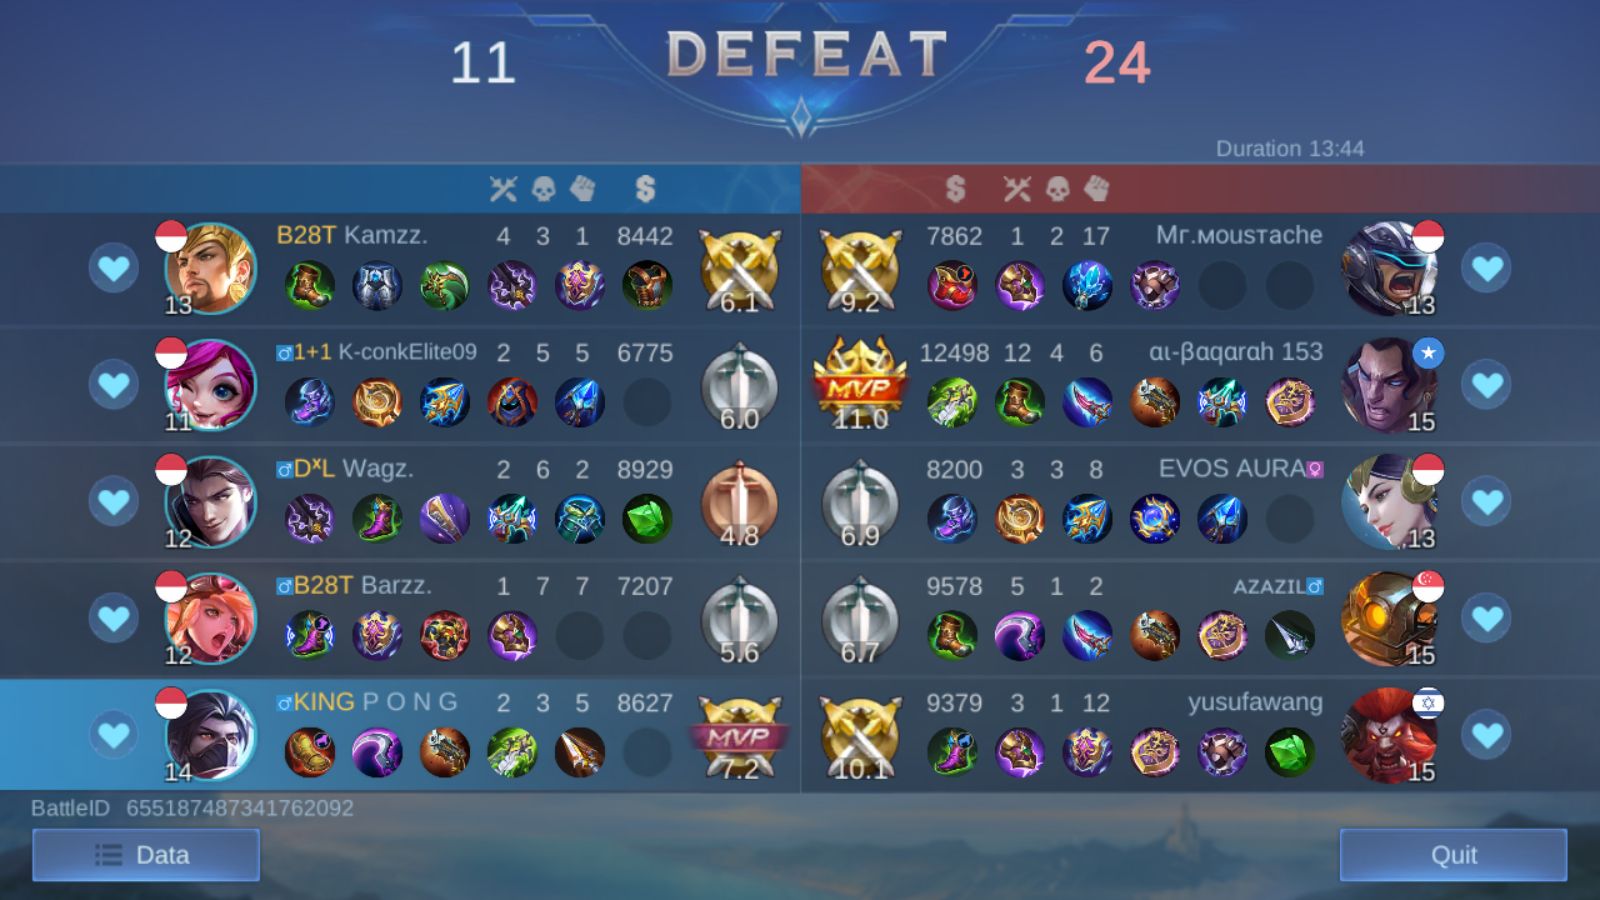 11 DEFEAT 24
Duration 13:44
B28T Kamzz. 4 3 1 8442
13 6.1
7862 1 2 17 Mr.мousтache
9.2 13
1+1 K-conkElite09 2 5 5 6775
11 6.0
12498 12 4 6 αι-βaqarah 153
MVP
11.0 15
DˣL Wagz. 2 6 2 8929
12 4.8
8200 3 3 8 EVOS AURA
6.9 13
B28T Barzz. 1 7 7 7207
12 5.6
9578 5 1 2 AZAZIL
6.7 15
KING P O N G 2 3 5 8627
MVP
14 7.2
9379 3 1 12 yusufawang
10.1 15
BattleID 655187487341762092
Data
Quit